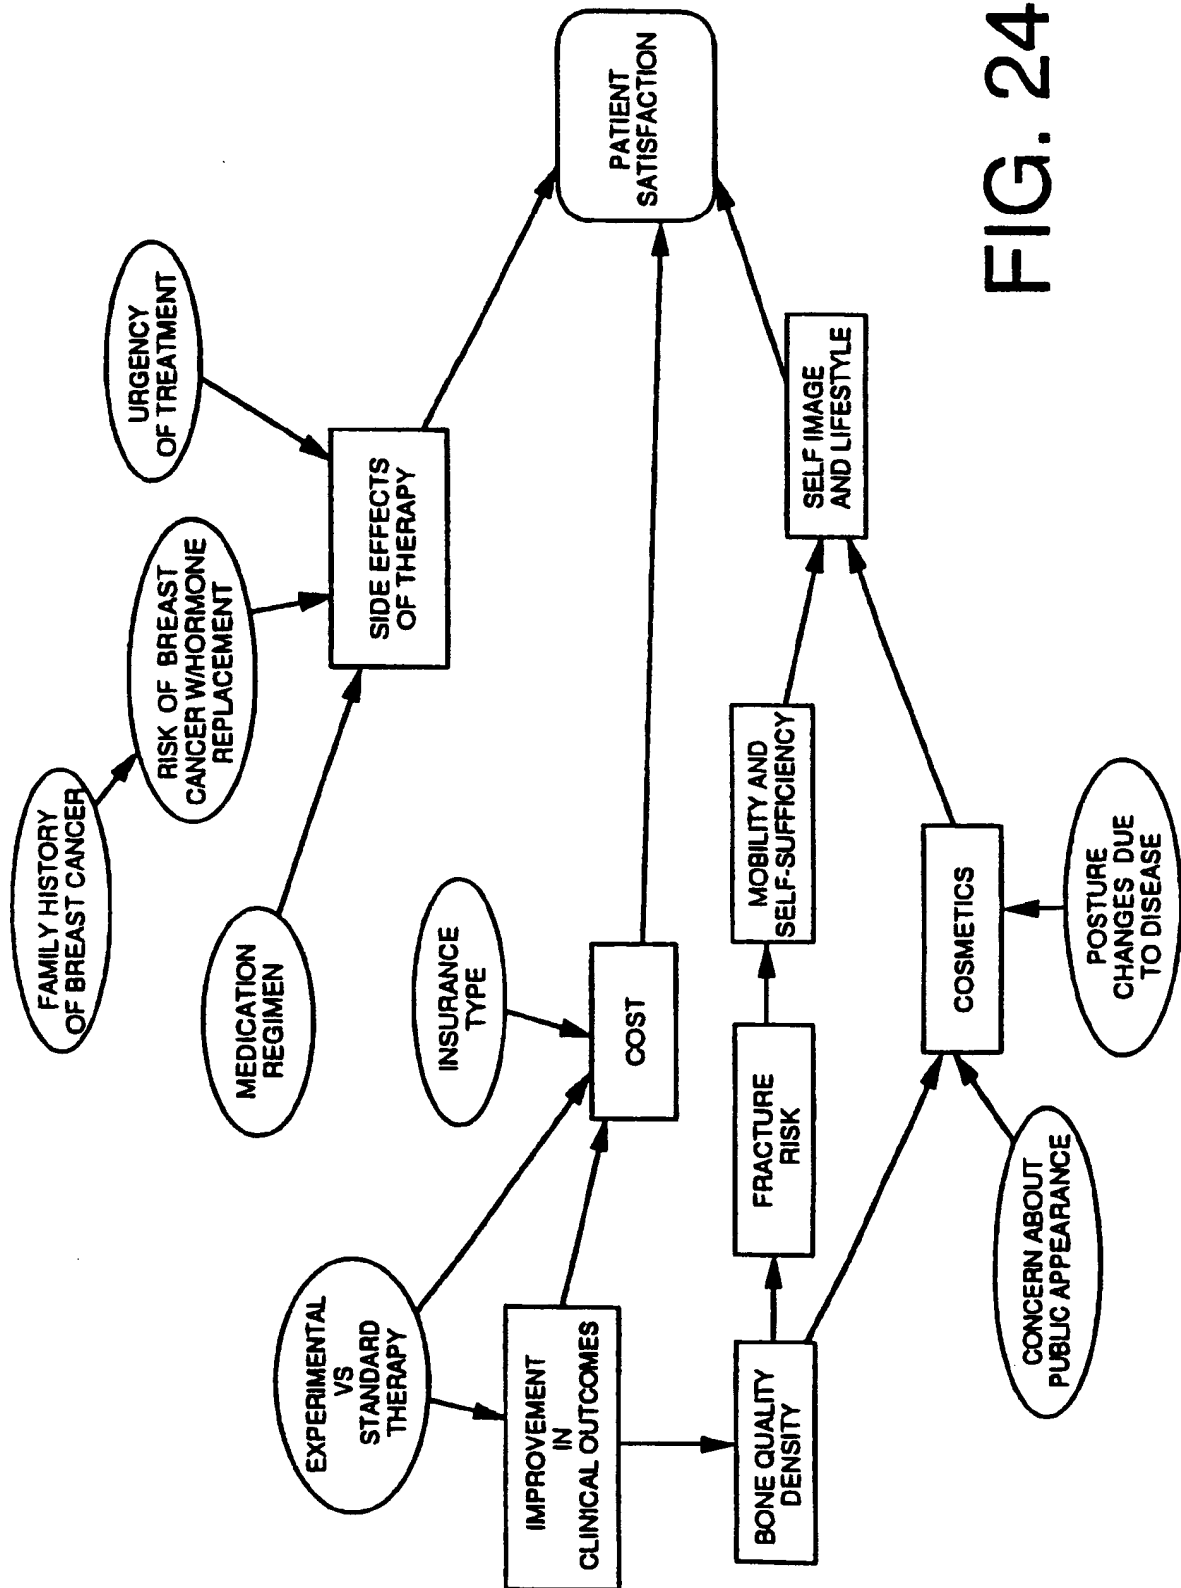 FAMILY HISTORY
OF BREAST CANCER
URGENCY
OF TREATMENT
RISK OF BREAST
CANCER W/HORMONE
REPLACEMENT
MEDICATION
REGIMEN
SIDE EFFECTS
OF THERAPY
EXPERIMENTAL
VS
STANDARD
THERAPY
INSURANCE
TYPE
IMPROVEMENT
IN
CLINICAL OUTCOMES
COST
PATIENT
SATISFACTION
BONE QUALITY
DENSITY
FRACTURE
RISK
MOBILITY AND
SELF-SUFFICIENCY
SELF IMAGE
AND LIFESTYLE
COSMETICS
CONCERN ABOUT
PUBLIC APPEARANCE
POSTURE
CHANGES DUE
TO DISEASE
FIG. 24